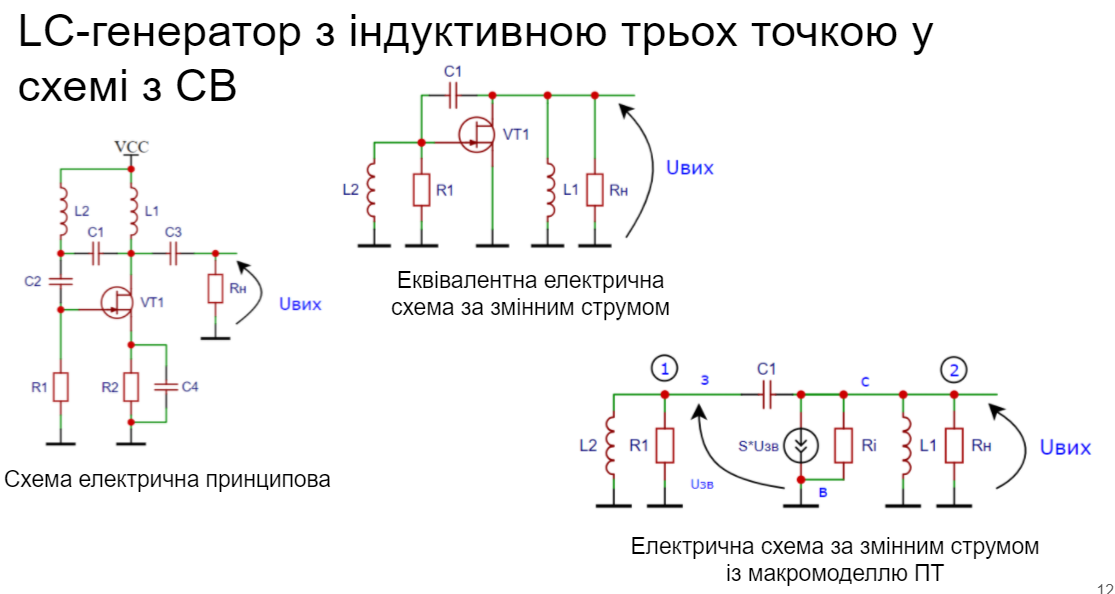 LC-генератор з індуктивною трьох точкою у
схемі з СВ
C1
VT1
L2
R1
L1
Rн
Uвих
Еквівалентна електрична
схема за змінним струмом
VCC
L2
L1
C1
C3
C2
VT1
Rн
Uвих
R1
R2
C4
Схема електрична принципова
1
з
C1
с
2
L2
R1
S*Uзв
Ri
L1
Rн
Uвих
Uзв
в
Електрична схема за змінним струмом
із макромоделлю ПТ
12